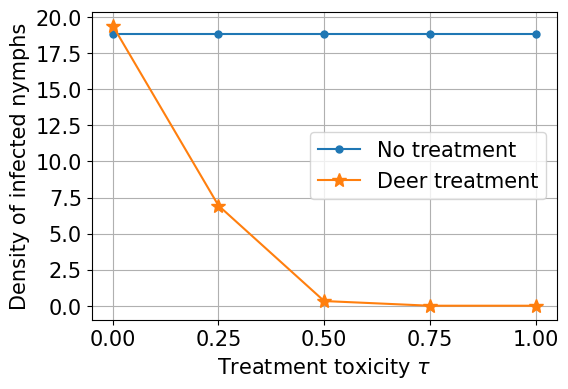 20.0
17.5
15.0
12.5
10.0
7.5
5.0
2.5
0.0
Density of infected nymphs
No treatment
Deer treatment
0.00 0.25 0.50 0.75 1.00
Treatment toxicity τ